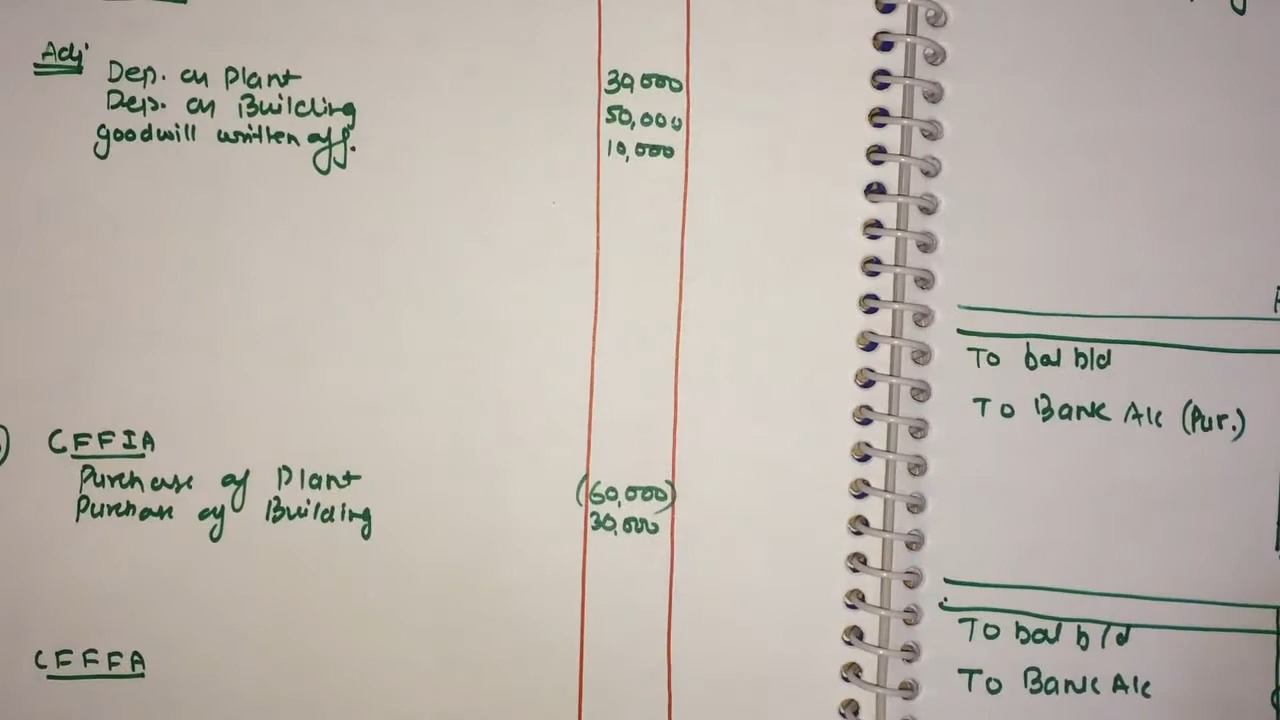 Adj
Dep. on Plant 30,000
Dep. on Building 50,000
goodwill written off. 10,000
CFFIA
Purchase of Plant (60,000)
Purchase of Building 30,000
CFFFA
To bal b/d
To Bank A/c (Pur.)
To bal b/d
To Bank A/c